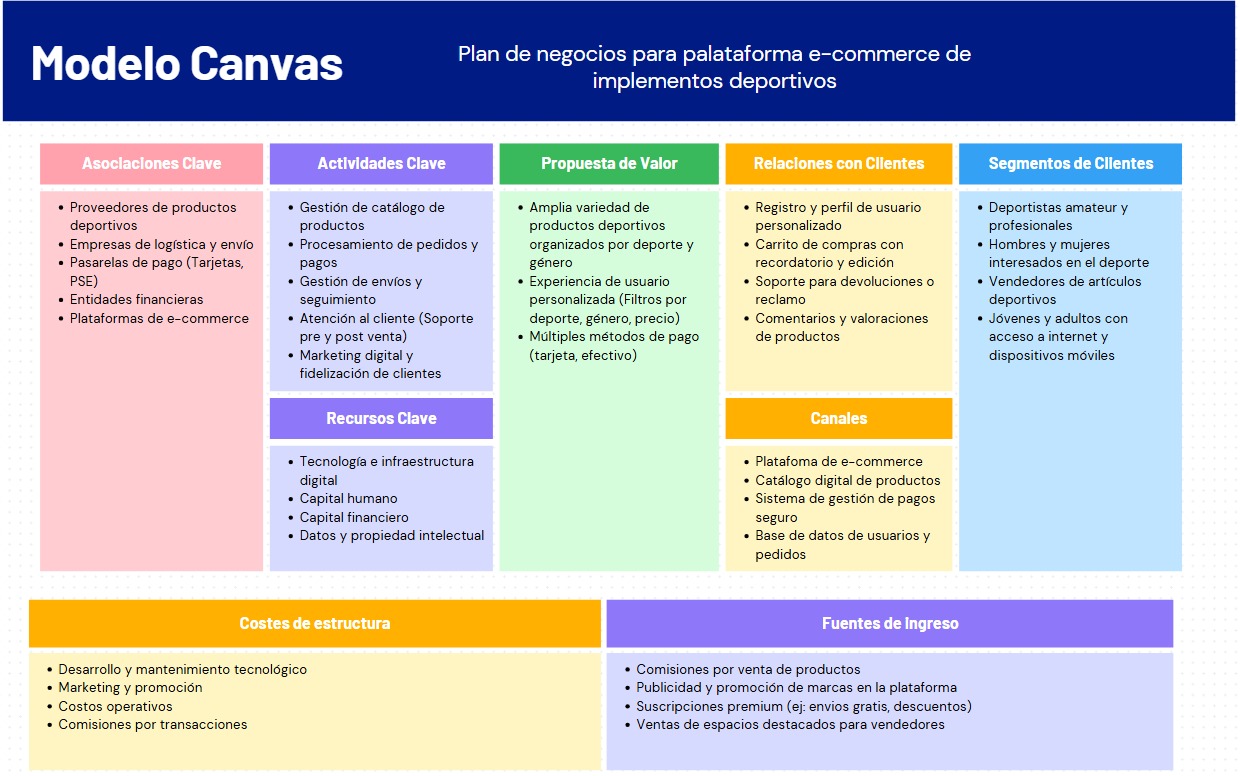 Modelo Canvas
Plan de negocios para palataforma e-commerce de
implementos deportivos
Asociaciones Clave
• Proveedores de productos
deportivos
• Empresas de logística y envío
• Pasarelas de pago (Tarjetas,
PSE)
• Entidades financieras
• Plataformas de e-commerce
Actividades Clave
• Gestión de catálogo de
productos
• Procesamiento de pedidos y
pagos
• Gestión de envíos y
seguimiento
• Atención al cliente (Soporte
pre y post venta)
• Marketing digital y
fidelización de clientes
Recursos Clave
• Tecnología e infraestructura
digital
• Capital humano
• Capital financiero
• Datos y propiedad intelectual
Propuesta de Valor
• Amplia variedad de
productos deportivos
organizados por deporte y
género
• Experiencia de usuario
personalizada (Filtros por
deporte, género, precio)
• Múltiples métodos de pago
(tarjeta, efectivo)
Relaciones con Clientes
• Registro y perfil de usuario
personalizado
• Carrito de compras con
recordatorio y edición
• Soporte para devoluciones o
reclamo
• Comentarios y valoraciones
de productos
Canales
• Platafoma de e-commerce
• Catálogo digital de productos
• Sistema de gestión de pagos
seguro
• Base de datos de usuarios y
pedidos
Segmentos de Clientes
• Deportistas amateur y
profesionales
• Hombres y mujeres
interesados en el deporte
• Vendedores de artículos
deportivos
• Jóvenes y adultos con
acceso a internet y
dispositivos móviles
Costes de estructura
• Desarrollo y mantenimiento tecnológico
• Marketing y promoción
• Costos operativos
• Comisiones por transacciones
Fuentes de Ingreso
• Comisiones por venta de productos
• Publicidad y promoción de marcas en la plataforma
• Suscripciones premium (ej: envios gratis, descuentos)
• Ventas de espacios destacados para vendedores